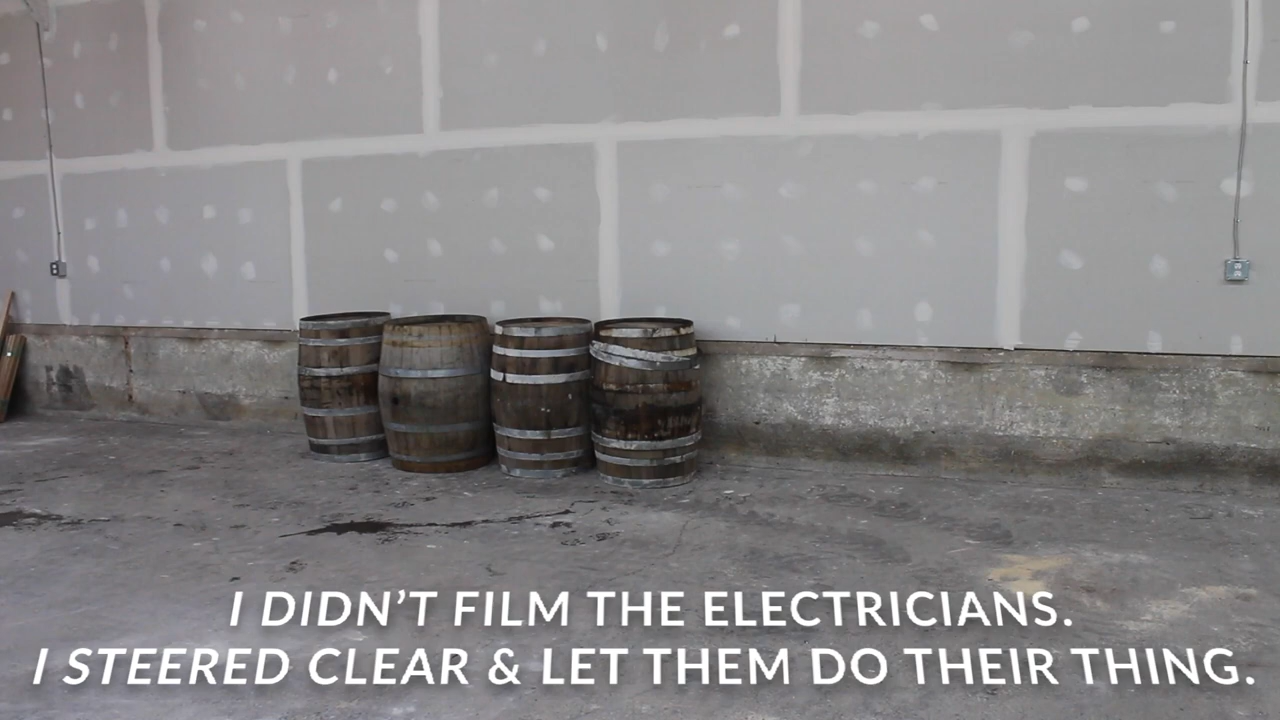 I DIDN’T FILM THE ELECTRICIANS.
I STEERED CLEAR & LET THEM DO THEIR THING.